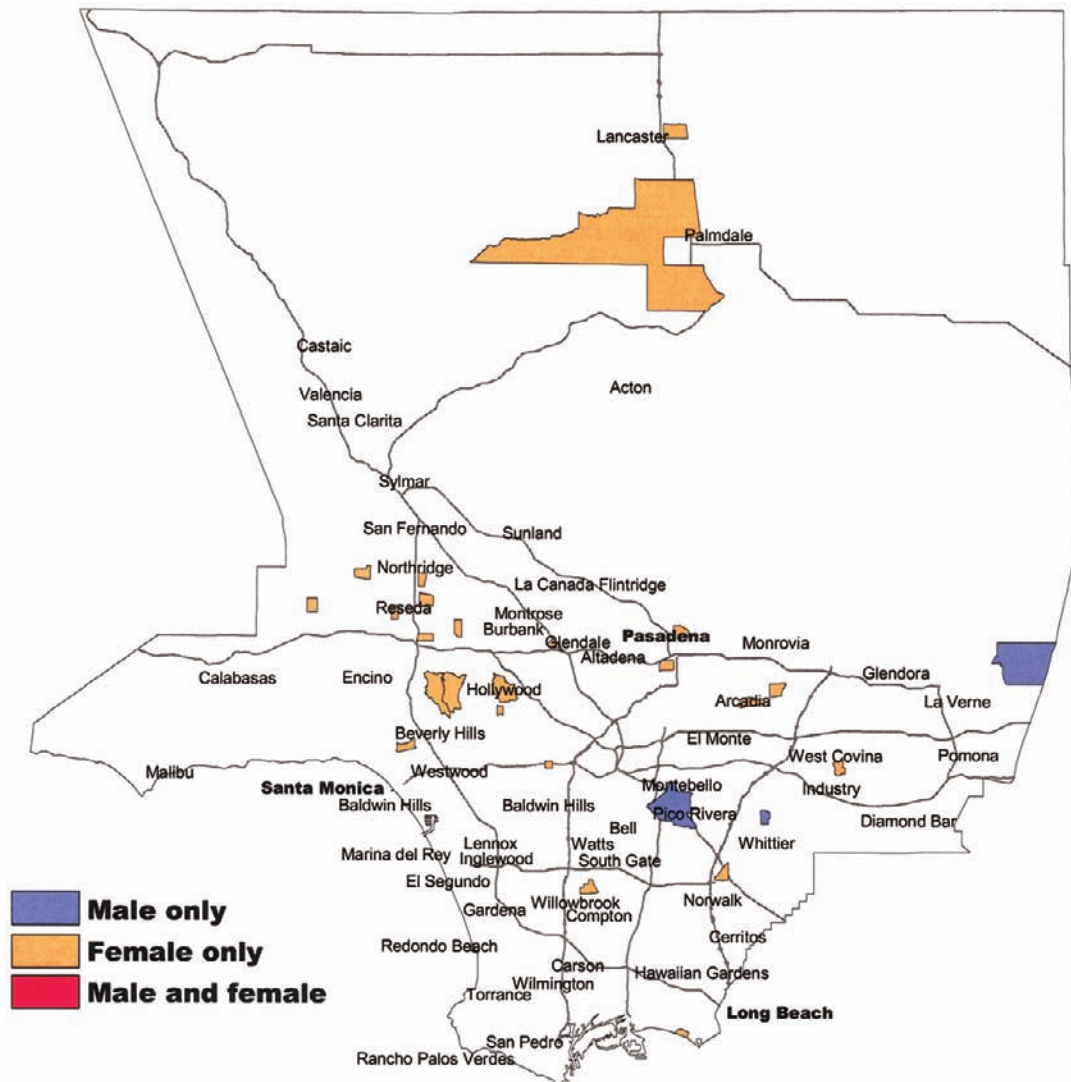 Lancaster
Palmdale
Castaic
Acton
Valencia
Santa Clarita
Sylmar
San Fernando
Sunland
Northridge
La Canada Flintridge
Reseda
Montrose
Burbank
Pasadena
Glendale
Monrovia
Altadena
Glendora
Calabasas
Encino
Hollywood
Arcadia
La Verne
Beverly Hills
El Monte
West Covina
Pomona
Malibu
Westwood
Santa Monica
Montebello
Industry
Baldwin Hills
Baldwin Hills
Pico Rivera
Diamond Bar
Bell
Lennox
Watts
Whittier
Marina del Rey
Inglewood
South Gate
El Segundo
Willowbrook
Norwalk
Gardena
Compton
Male only
Cerritos
Redondo Beach
Female only
Carson
Hawaiian Gardens
Wilmington
Male and female
Torrance
Long Beach
San Pedro
Rancho Palos Verdes